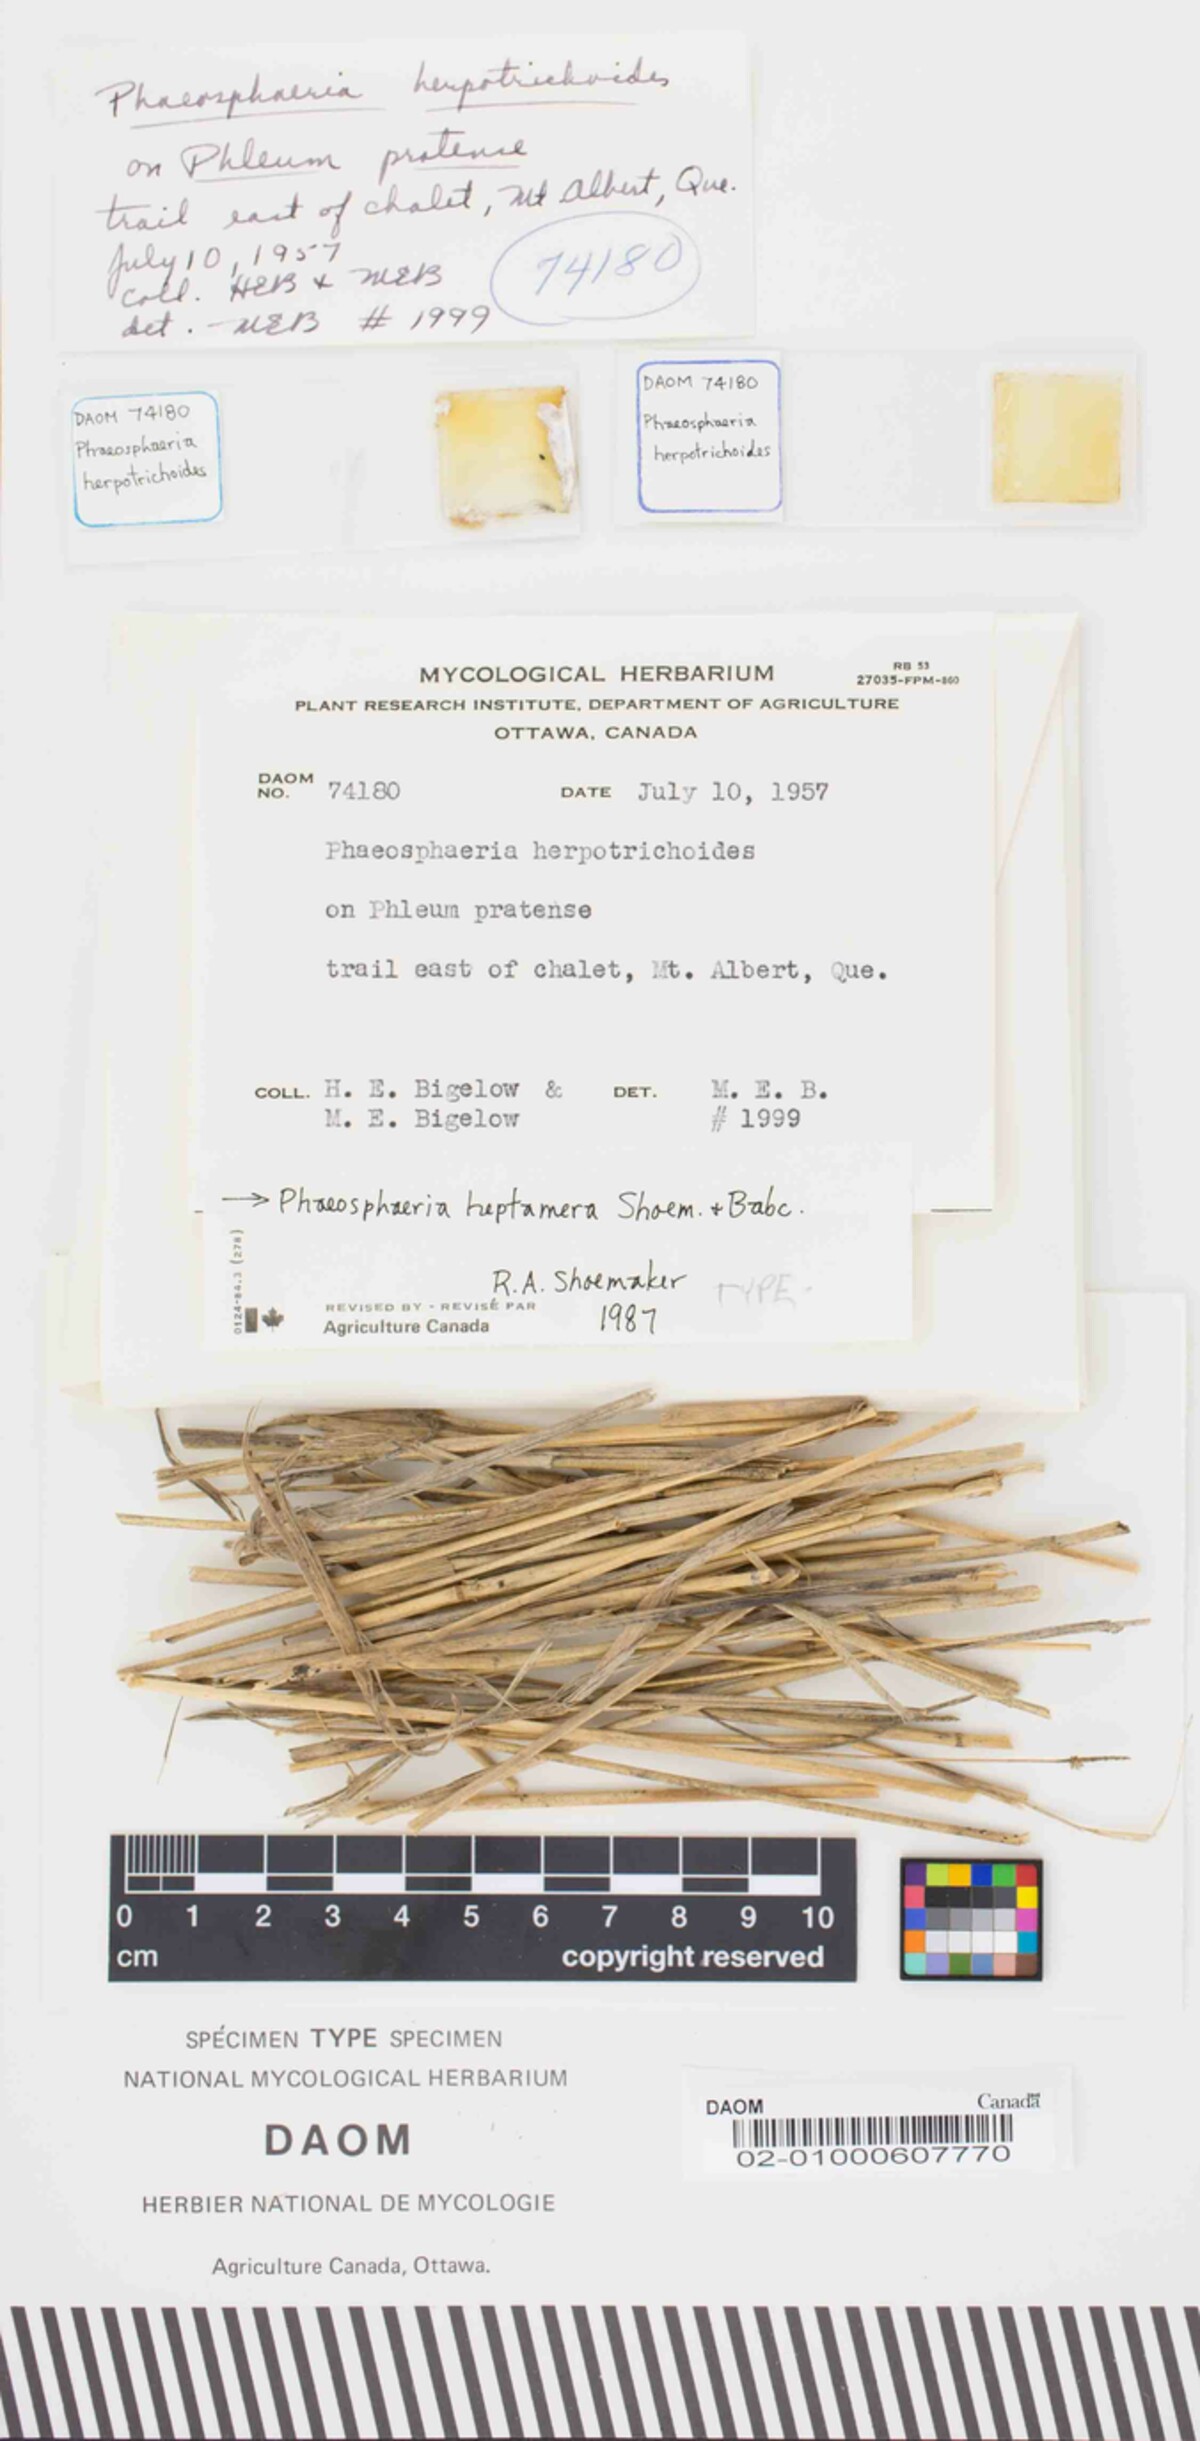 Phaeosphaeria herpotrichoides
on Phleum pratense
trail east of chalet, Mt Albert, Que.
July 10, 1957
coll. HEB & MEB
det. - MEB # 1999
74180
DAOM 74180
Phaeosphaeria
herpotrichoides
DAOM 74180
Phaeosphaeria
herpotrichoides
MYCOLOGICAL HERBARIUM
RB 53
27035-FPM-860
PLANT RESEARCH INSTITUTE, DEPARTMENT OF AGRICULTURE
OTTAWA, CANADA
DAOM NO. 74180 DATE July 10, 1957
Phaeosphaeria herpotrichoides
on Phleum pratense
trail east of chalet, Mt. Albert, Que.
COLL. H. E. Bigelow & DET. M. E. B.
M. E. Bigelow # 1999
→ Phaeosphaeria heptamera Shoem. + Babc.
R.A. Shoemaker TYPE.
1987
REVISED BY - REVISÉ PAR
Agriculture Canada
0124-84.3 (278)
0 1 2 3 4 5 6 7 8 9 10
cm copyright reserved
SPÉCIMEN TYPE SPECIMEN
NATIONAL MYCOLOGICAL HERBARIUM
DAOM
HERBIER NATIONAL DE MYCOLOGIE
Agriculture Canada, Ottawa.
DAOM Canada
02-01000607770